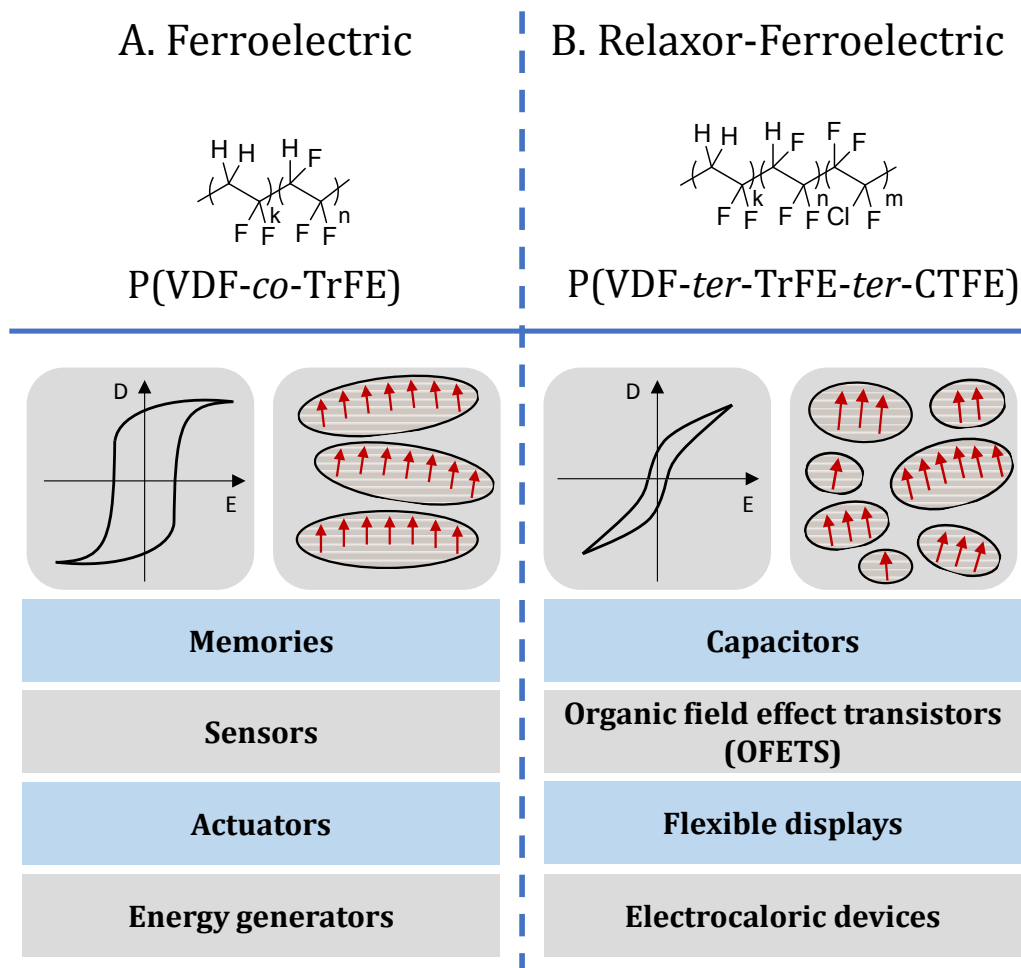 A. Ferroelectric
B. Relaxor-Ferroelectric
H H H F
k n
F F F F
P(VDF-co-TrFE)
H H H F F F
k n m
F F F F Cl F
P(VDF-ter-TrFE-ter-CTFE)
D
E
D
E
Memories
Sensors
Actuators
Energy generators
Capacitors
Organic field effect transistors
(OFETS)
Flexible displays
Electrocaloric devices